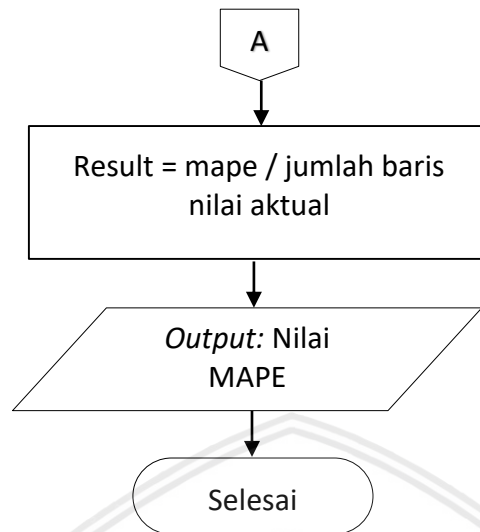 A
Result = mape / jumlah baris
nilai aktual
Output: Nilai
MAPE
Selesai